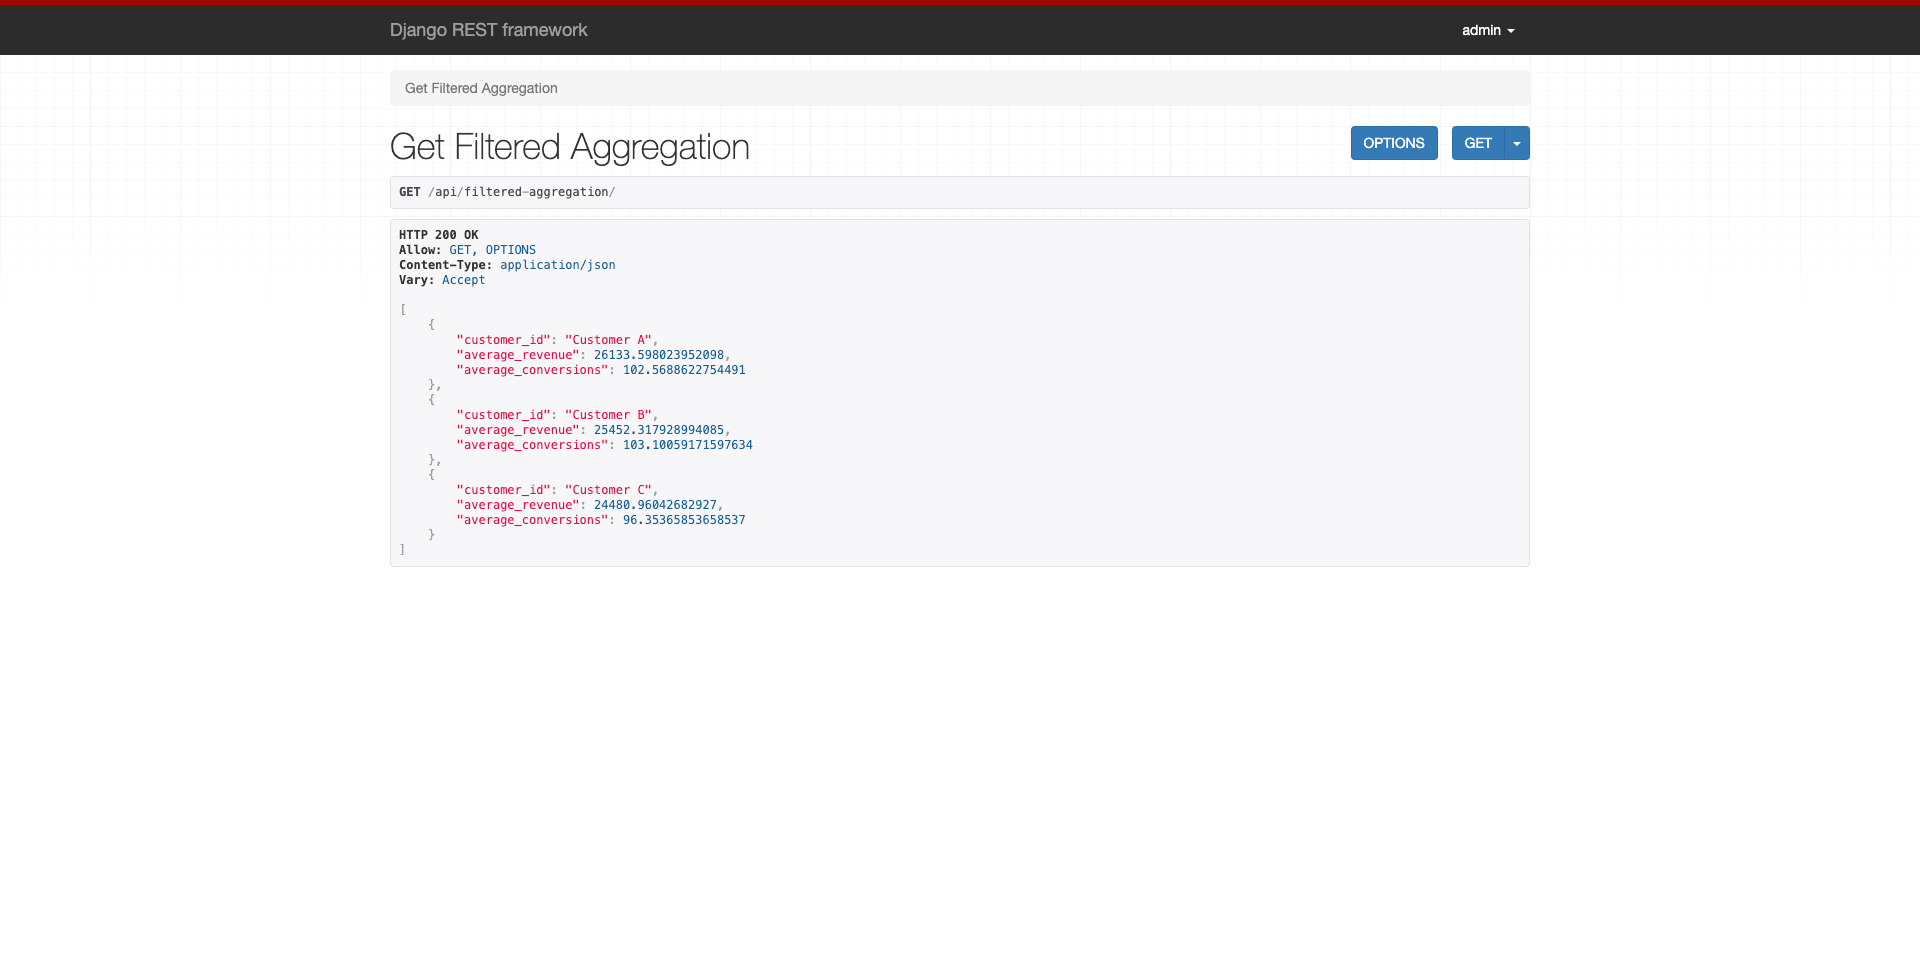 Django REST framework
admin
Get Filtered Aggregation
Get Filtered Aggregation
OPTIONS
GET
GET /api/filtered-aggregation/
HTTP 200 OK
Allow: GET, OPTIONS
Content-Type: application/json
Vary: Accept
[
    {
        "customer_id": "Customer A",
        "average_revenue": 26133.598023952098,
        "average_conversions": 102.5688622754491
    },
    {
        "customer_id": "Customer B",
        "average_revenue": 25452.317928994085,
        "average_conversions": 103.10059171597634
    },
    {
        "customer_id": "Customer C",
        "average_revenue": 24480.96042682927,
        "average_conversions": 96.35365853658537
    }
]